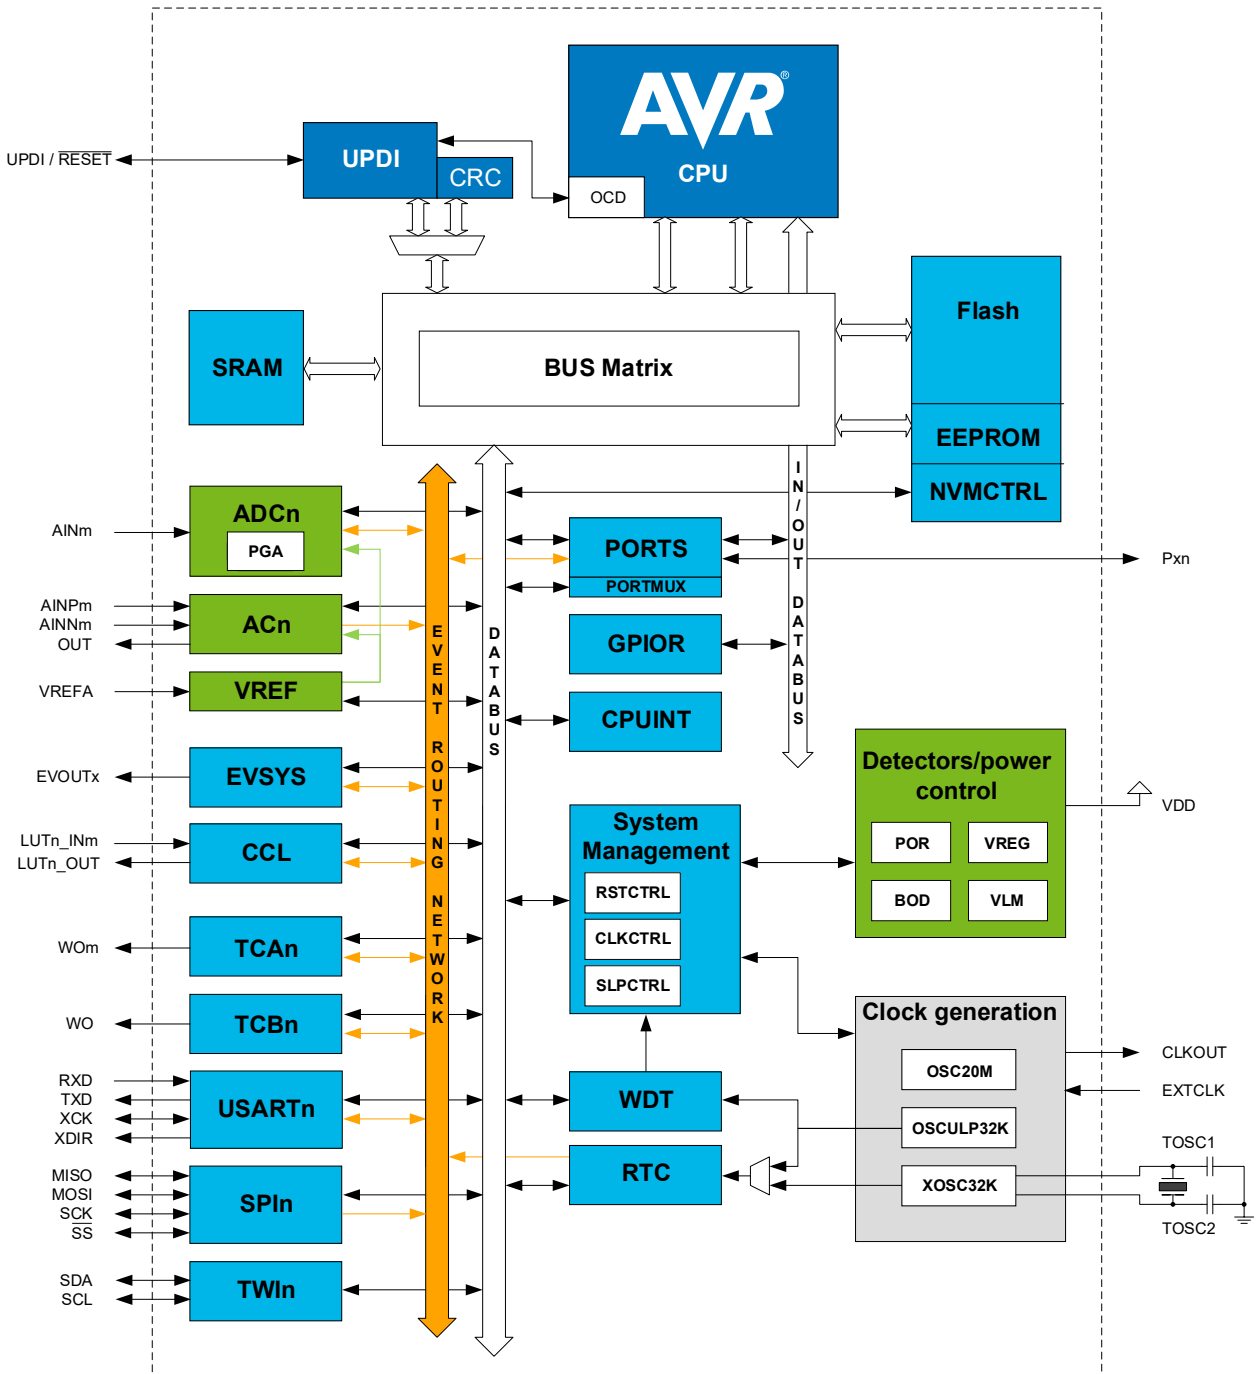 AVR®
CPU
OCD
UPDI / RESET
UPDI
CRC
SRAM
BUS Matrix
Flash
EEPROM
NVMCTRL
AINm
ADCn
PGA
AINPm
AINNm
OUT
ACn
VREFA
VREF
EVOUTx
EVSYS
LUTn_INm
LUTn_OUT
CCL
WOm
TCAn
WO
TCBn
RXD
TXD
XCK
XDIR
USARTn
MISO
MOSI
SCK
SS
SPIn
SDA
SCL
TWIn
EVENT ROUTING NETWORK
DATABUS
IN/OUT DATABUS
PORTS
PORTMUX
Pxn
GPIOR
CPUINT
System
Management
RSTCTRL
CLKCTRL
SLPCTRL
Detectors/power
control
POR
VREG
BOD
VLM
VDD
WDT
RTC
Clock generation
OSC20M
OSCULP32K
XOSC32K
CLKOUT
EXTCLK
TOSC1
TOSC2